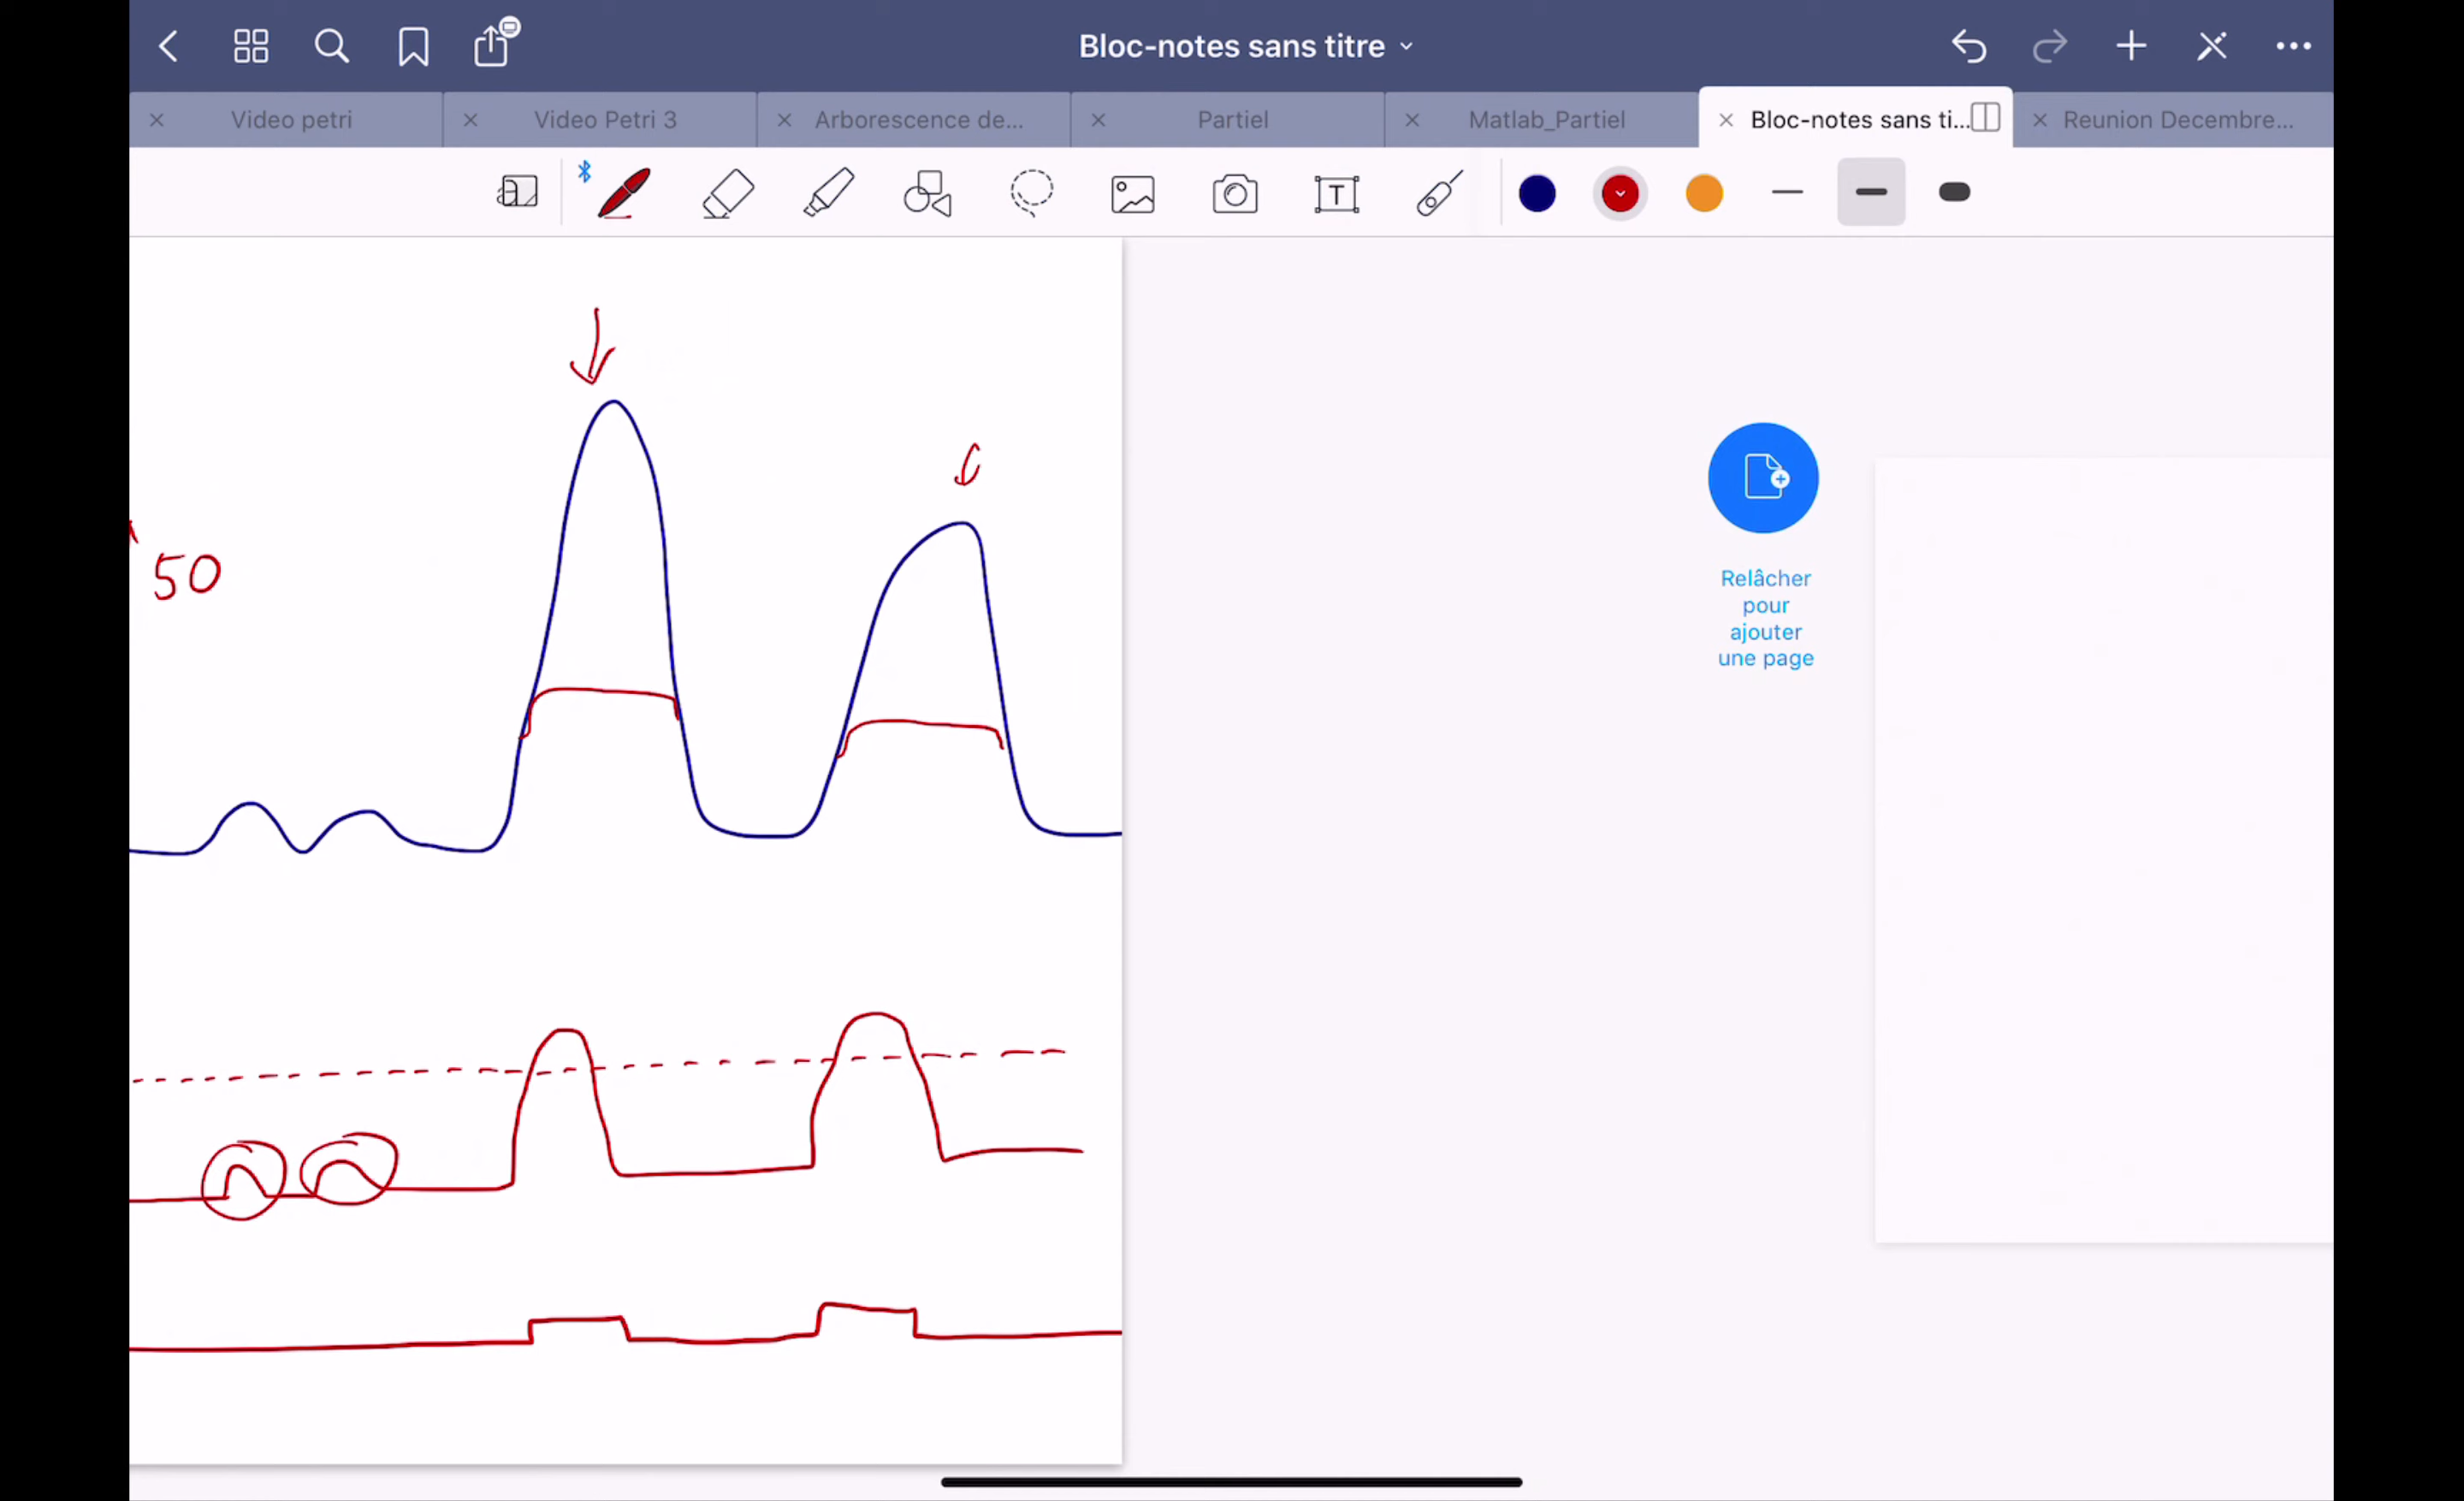 Bloc-notes sans titre
Video petri
Video Petri 3
Arborescence de...
Partiel
Matlab_Partiel
Bloc-notes sans ti...
Reunion Decembre...
a
T
50
Relâcher
pour
ajouter
une page